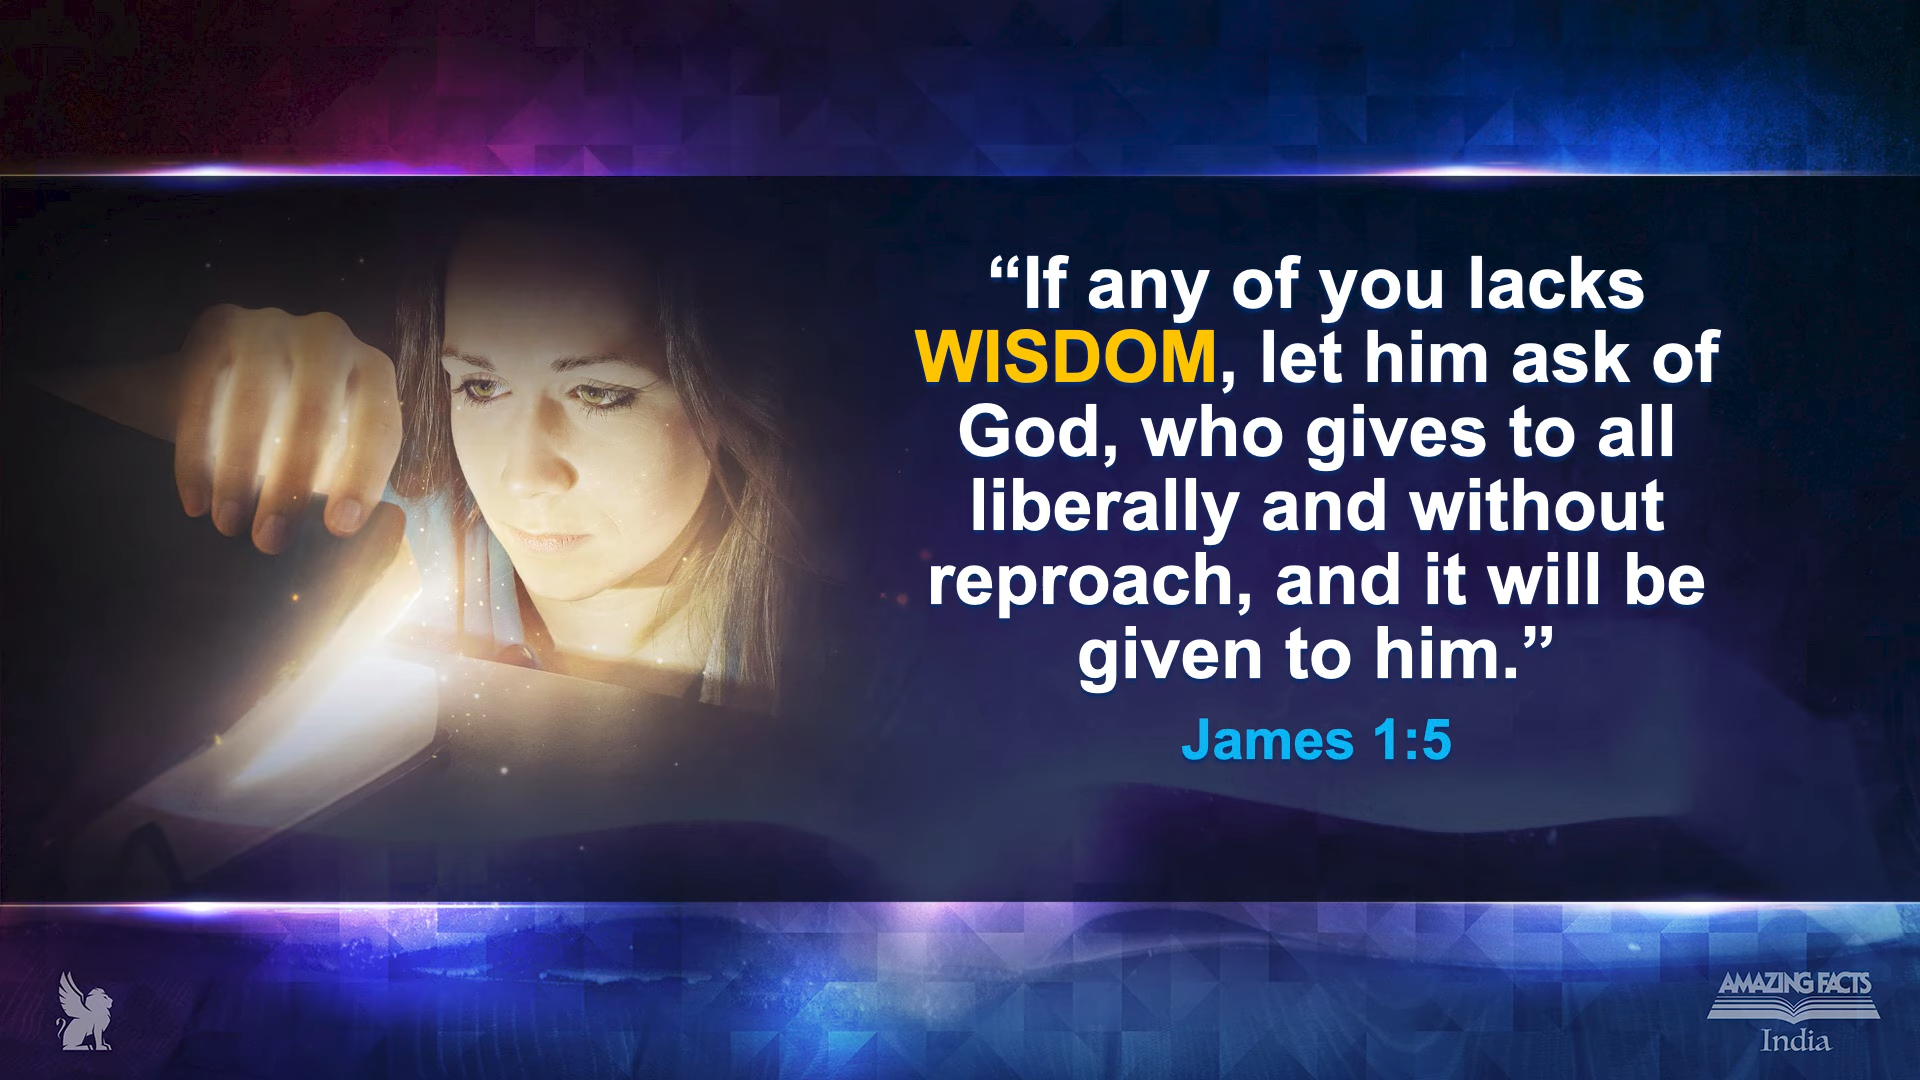 “If any of you lacks
WISDOM, let him ask of
God, who gives to all
liberally and without
reproach, and it will be
given to him.”
James 1:5
AMAZING FACTS
India